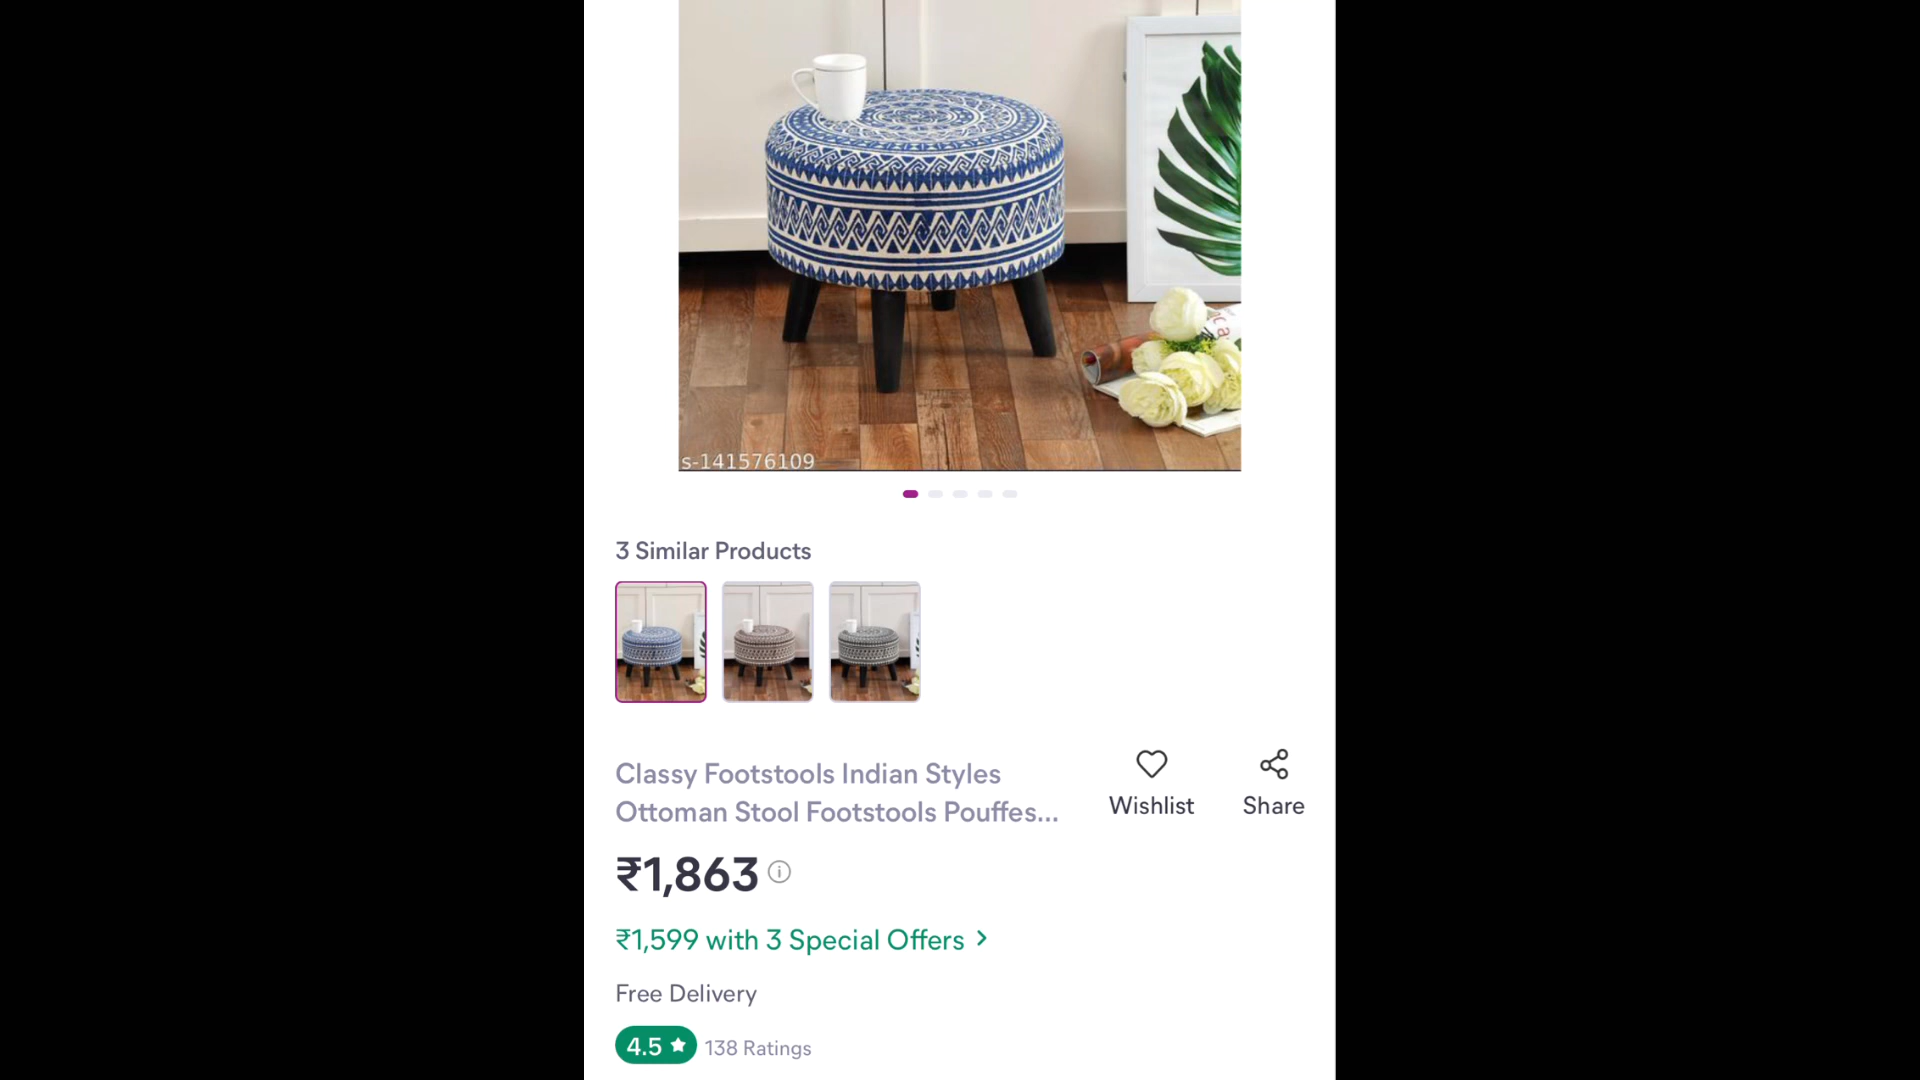 s-141576109
3 Similar Products
Classy Footstools Indian Styles
Ottoman Stool Footstools Pouffes...
Wishlist
Share
₹1,863
₹1,599 with 3 Special Offers
Free Delivery
4.5 ★
138 Ratings